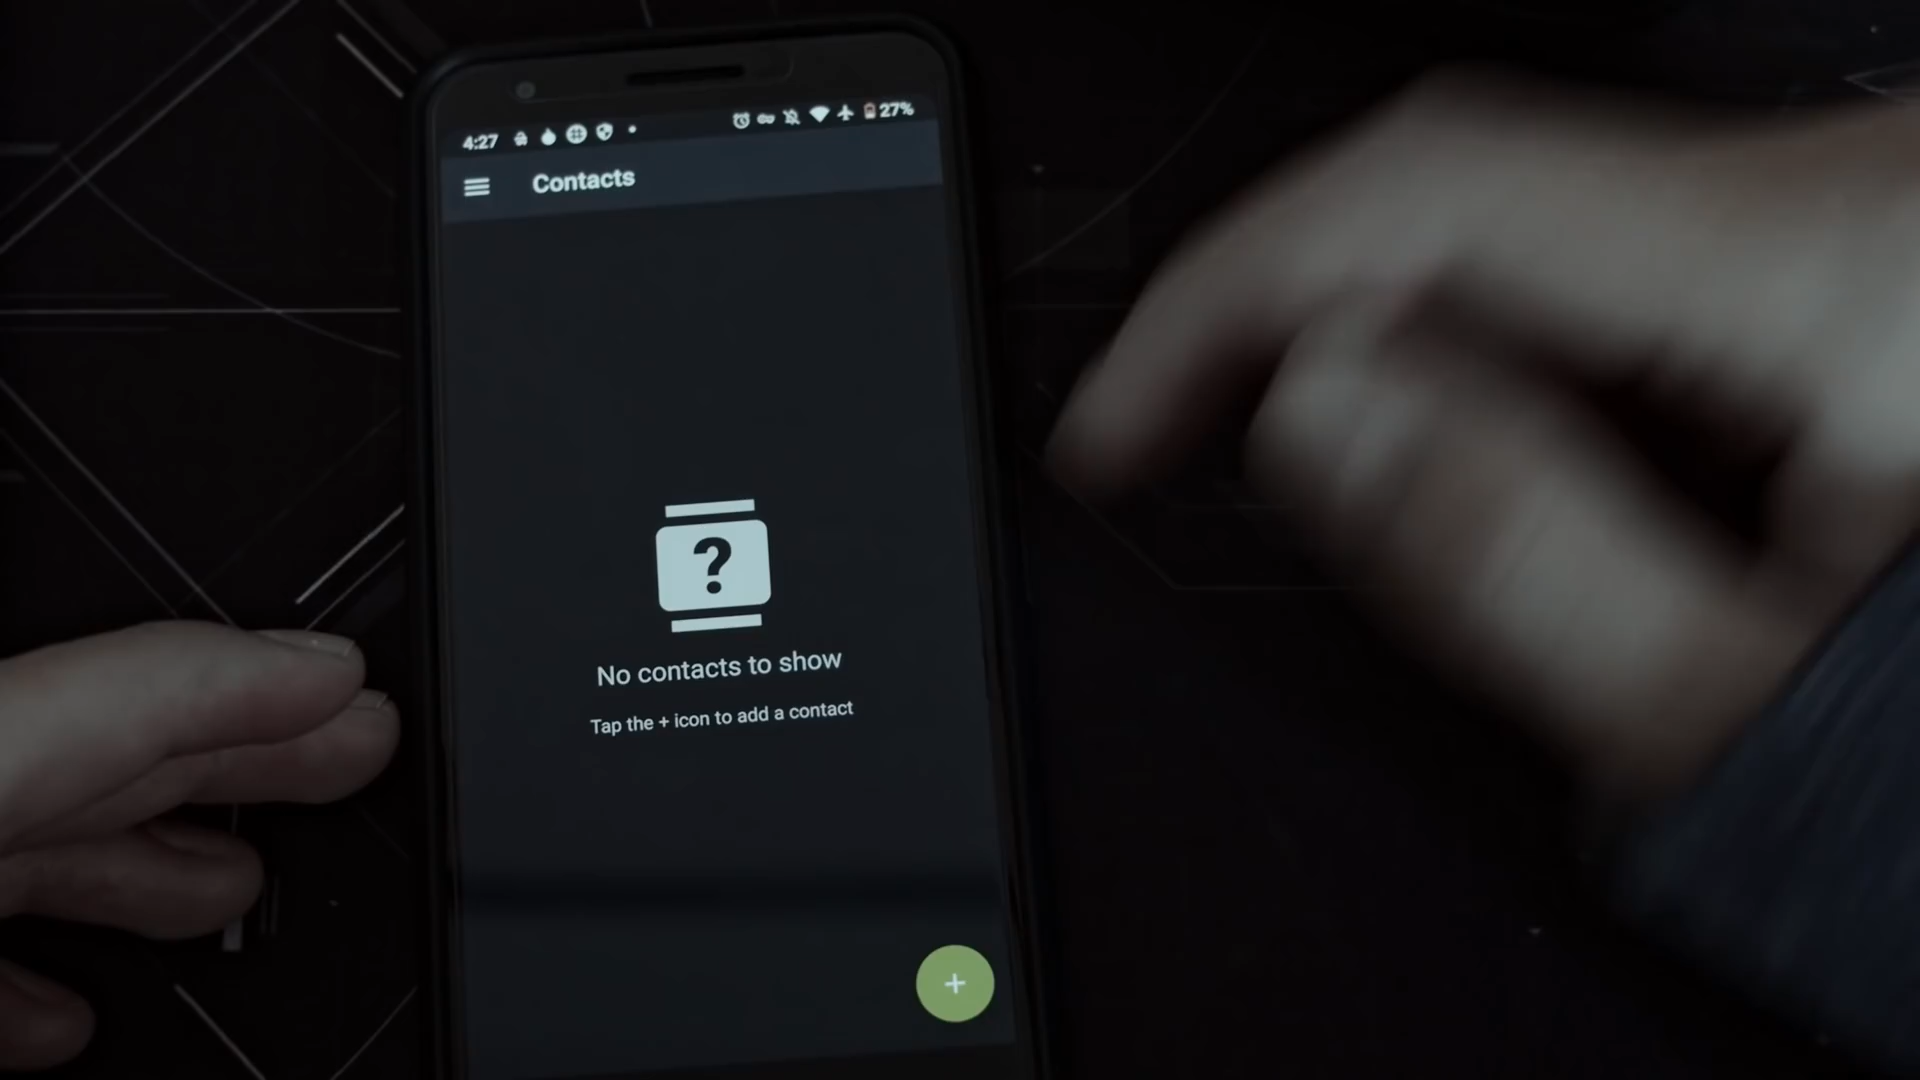 4:27
27%
Contacts
?
No contacts to show
Tap the + icon to add a contact
+